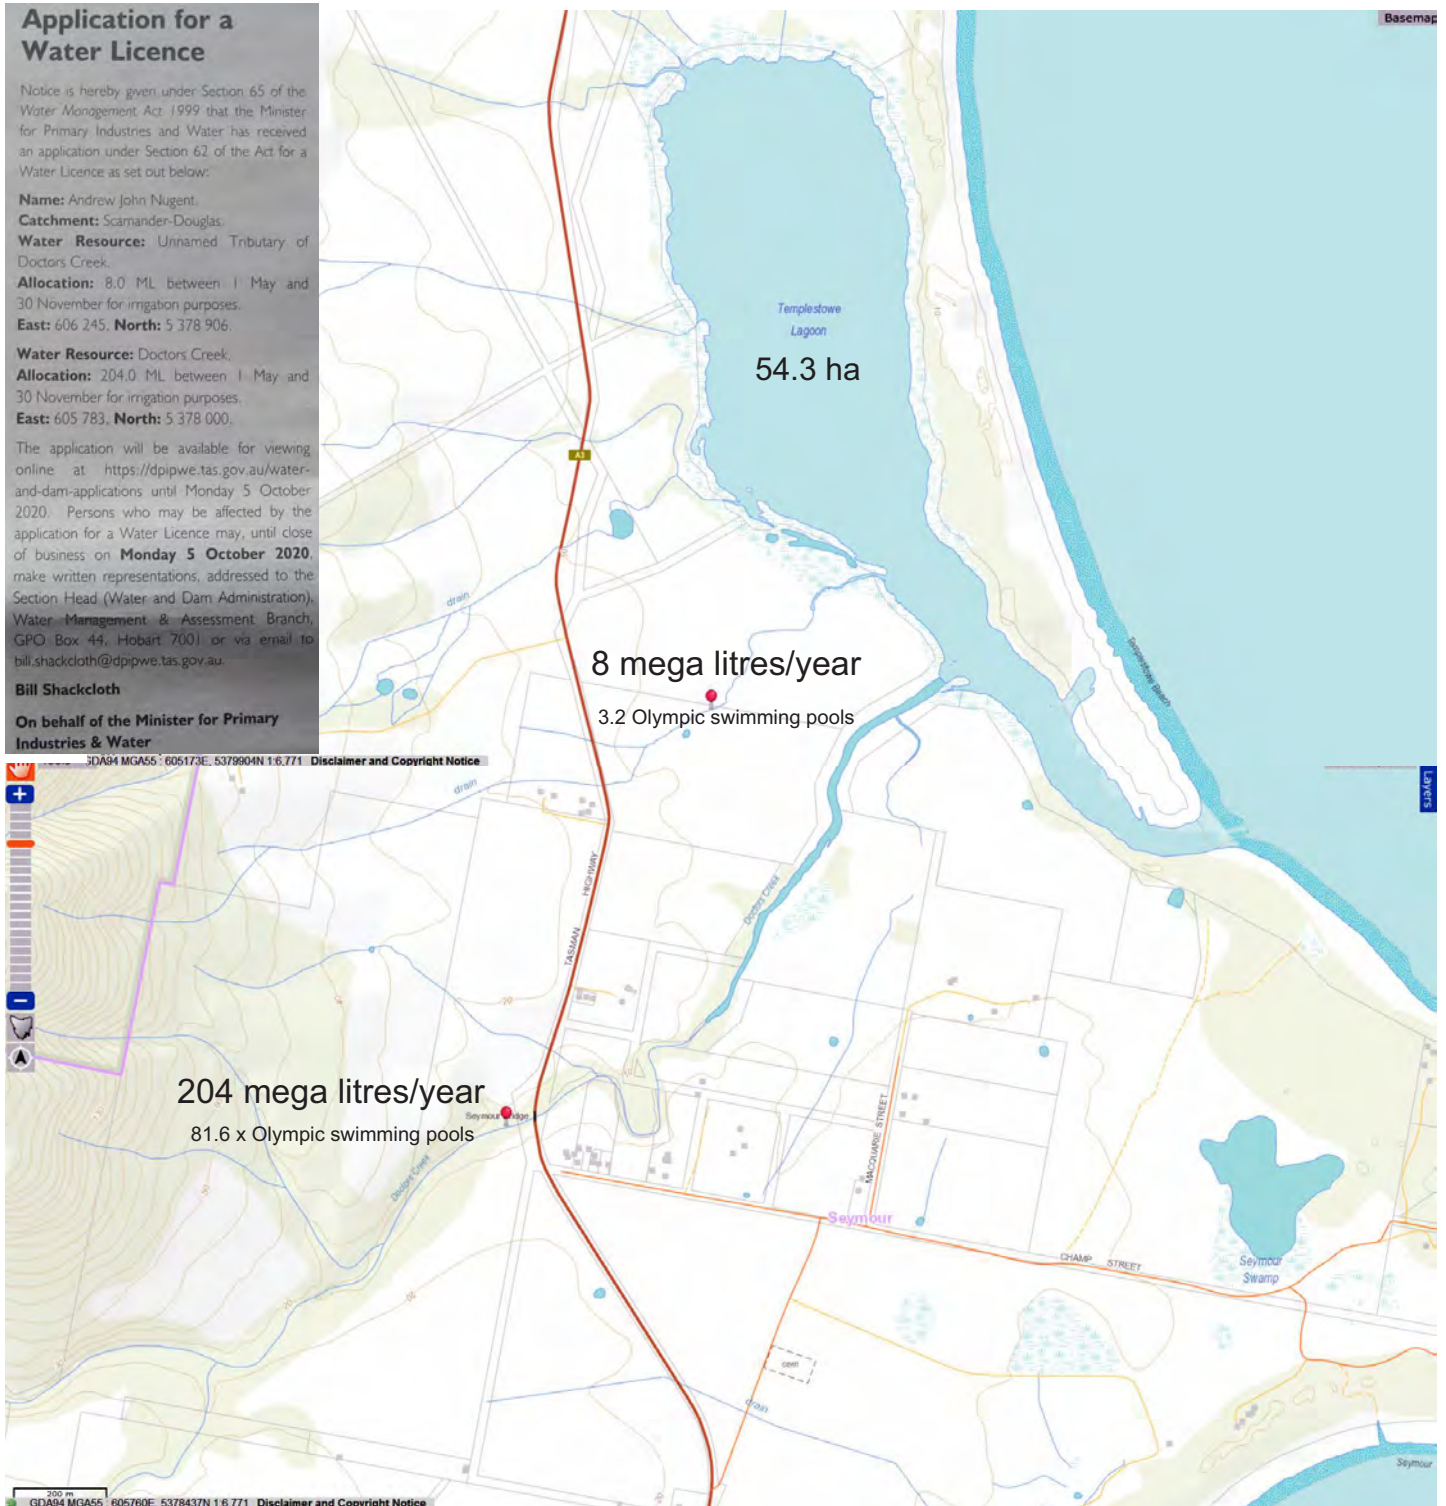 Application for a
Water Licence
Notice is hereby given under Section 65 of the
Water Management Act 1999 that the Minister
for Primary Industries and Water has received
an application under Section 62 of the Act for a
Water Licence as set out below:
Name: Andrew John Nugent.
Catchment: Scamander-Douglas.
Water Resource: Unnamed Tributary of
Doctors Creek.
Allocation: 8.0 ML between 1 May and
30 November for irrigation purposes.
East: 606 245, North: 5 378 906.
Water Resource: Doctors Creek.
Allocation: 204.0 ML between 1 May and
30 November for irrigation purposes.
East: 605 783, North: 5 378 000.
The application will be available for viewing
online at https://dpipwe.tas.gov.au/water-
and-dam-applications until Monday 5 October
2020. Persons who may be affected by the
application for a Water Licence may, until close
of business on Monday 5 October 2020,
make written representations, addressed to the
Section Head (Water and Dam Administration),
Water Management & Assessment Branch,
GPO Box 44, Hobart 7001 or via email to
bill.shackcloth@dpipwe.tas.gov.au.
Bill Shackcloth
On behalf of the Minister for Primary
Industries & Water
Basemap
Templestowe
Lagoon
54.3 ha
10
A3
drain
8 mega litres/year
3.2 Olympic swimming pools
Templestowe Beach
GDA94 MGA55 : 605173E, 5379904N 1:6,771 Disclaimer and Copyright Notice
Layers
drain
TASMAN HIGHWAY
Doctors Creek
20
10
204 mega litres/year
Seymour
81.6 x Olympic swimming pools
Doctors Creek
MACQUARIE STREET
Seymour
CHAMP STREET
Seymour
Swamp
50
20
20
drain
20
Seymour
200 m
GDA94 MGA55 : 605760E, 5378437N 1:6,771 Disclaimer and Copyright Notice